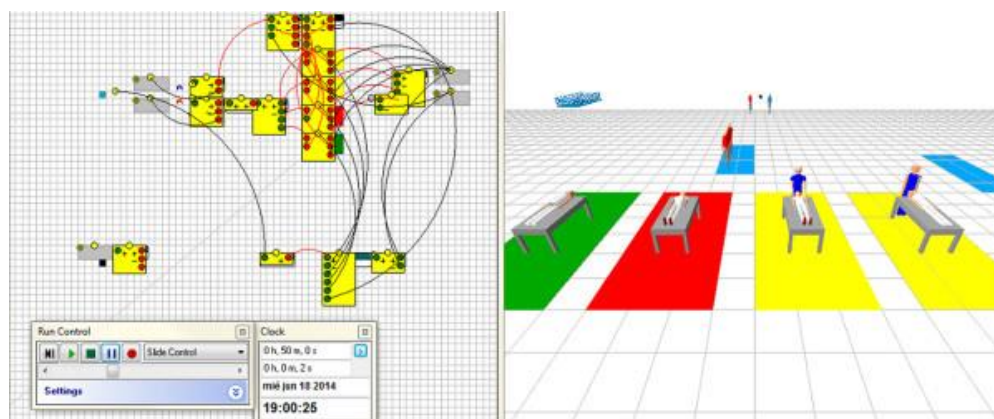 Run Control
Slide Control
Settings
Clock
0 h, 50 m, 0 s
0 h, 0 m, 2 s
mié jun 18 2014
19:00:25